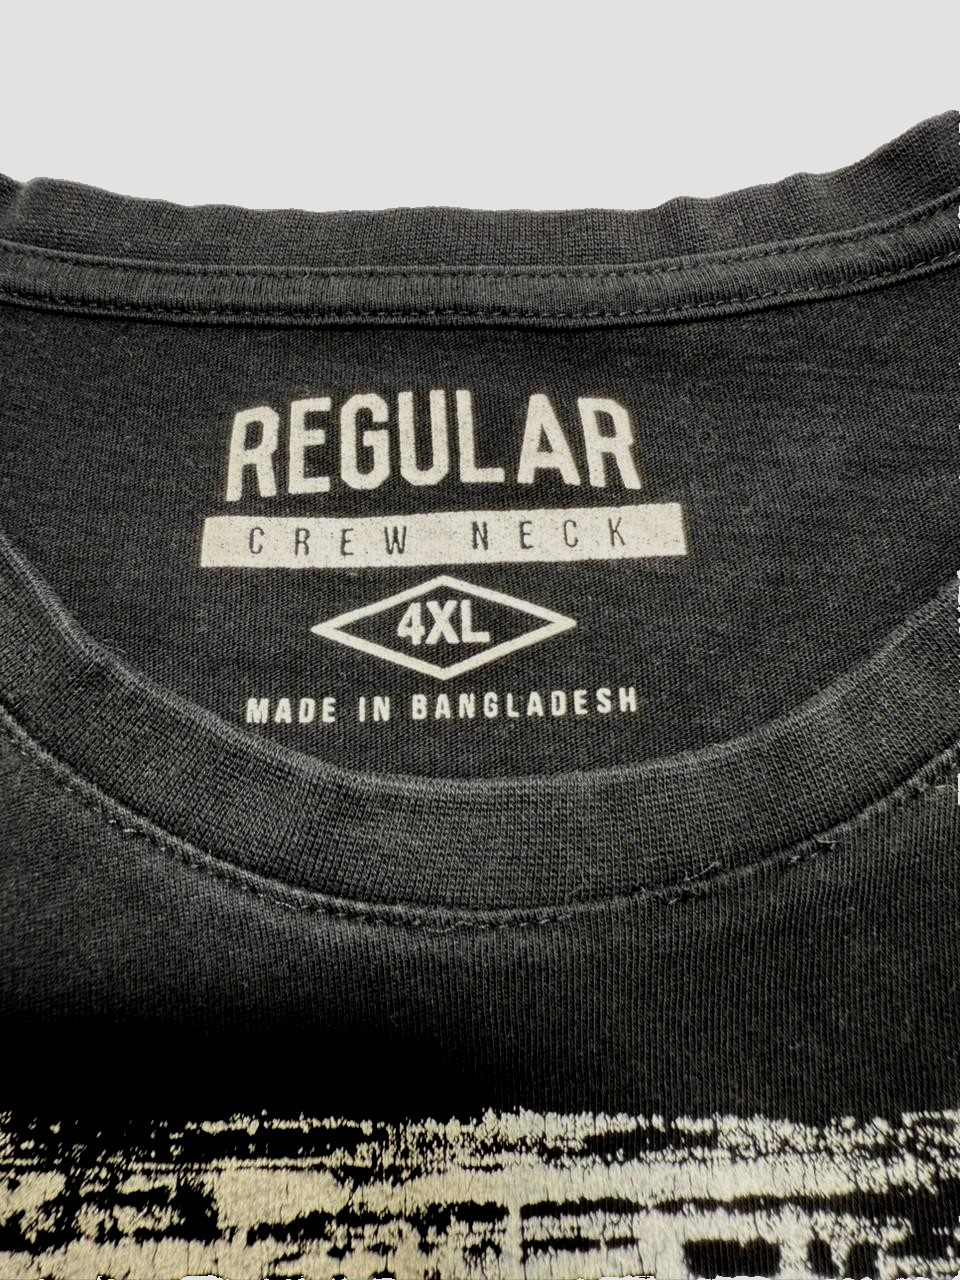 REGULAR
CREW NECK
4XL
MADE IN BANGLADESH